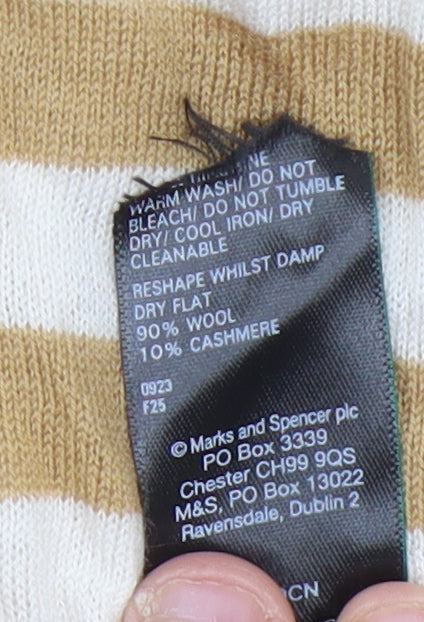 WARM WASH/ DO NOT
BLEACH/ DO NOT TUMBLE
DRY/ COOL IRON/ DRY
CLEANABLE
RESHAPE WHILST DAMP
DRY FLAT
90% WOOL
10% CASHMERE
0923
F25
© Marks and Spencer plc
PO Box 3339
Chester CH99 9QS
M&S, PO Box 13022
Ravensdale, Dublin 2